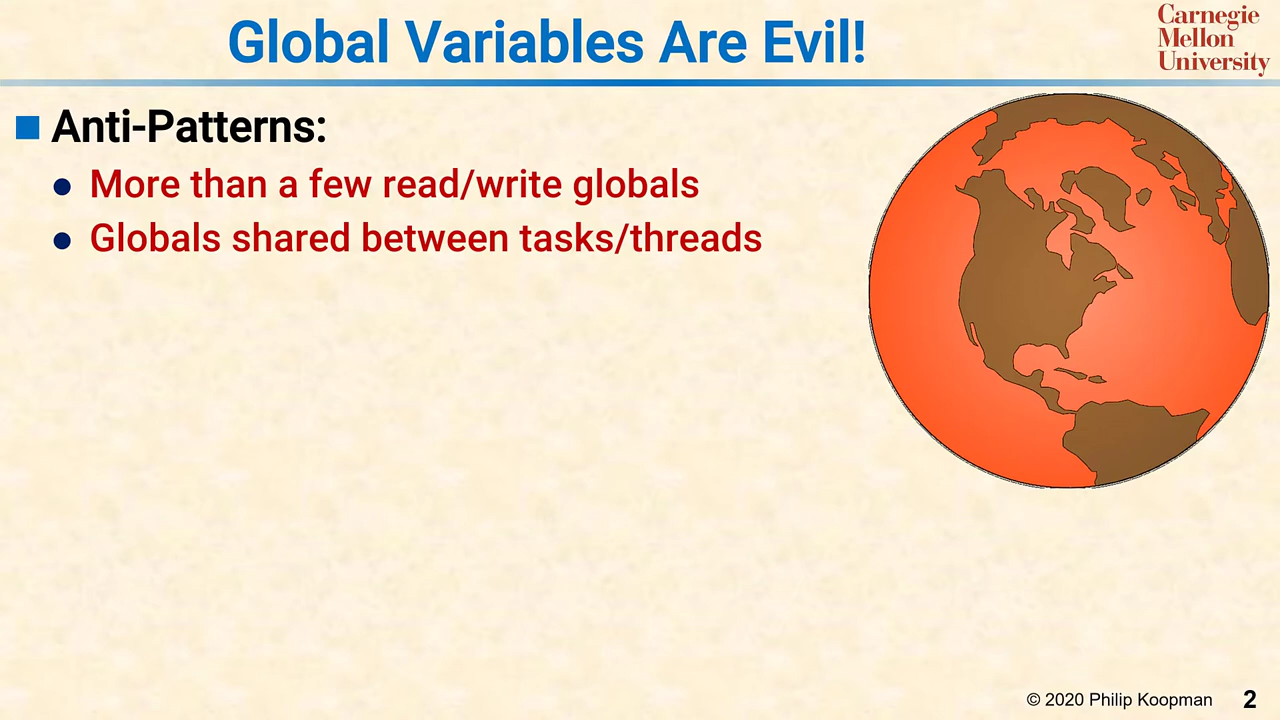 Global Variables Are Evil!
Carnegie
Mellon
University
Anti-Patterns:
More than a few read/write globals
Globals shared between tasks/threads
© 2020 Philip Koopman 2